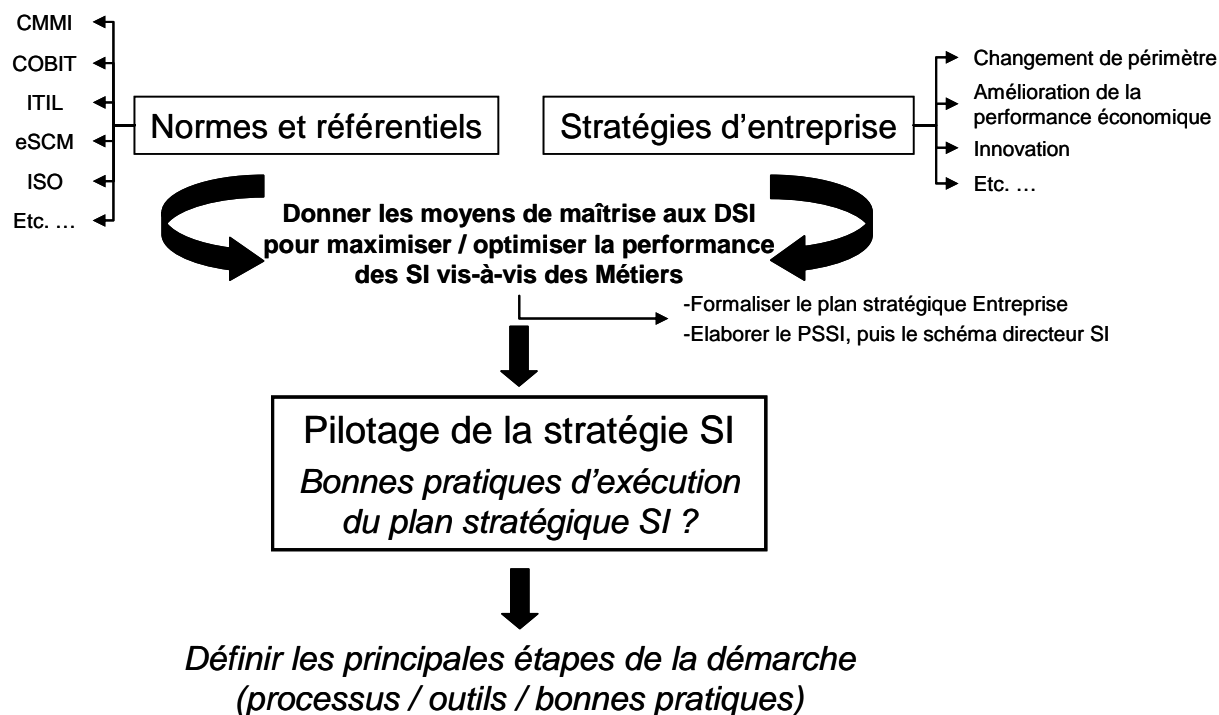 CMMI
COBIT
ITIL
eSCM
ISO
Etc. …
Normes et référentiels
Stratégies d’entreprise
Changement de périmètre
Amélioration de la
performance économique
Innovation
Etc. …
Donner les moyens de maîtrise aux DSI
pour maximiser / optimiser la performance
des SI vis-à-vis des Métiers
-Formaliser le plan stratégique Entreprise
-Elaborer le PSSI, puis le schéma directeur SI
Pilotage de la stratégie SI
Bonnes pratiques d’exécution
du plan stratégique SI ?
Définir les principales étapes de la démarche
(processus / outils / bonnes pratiques)